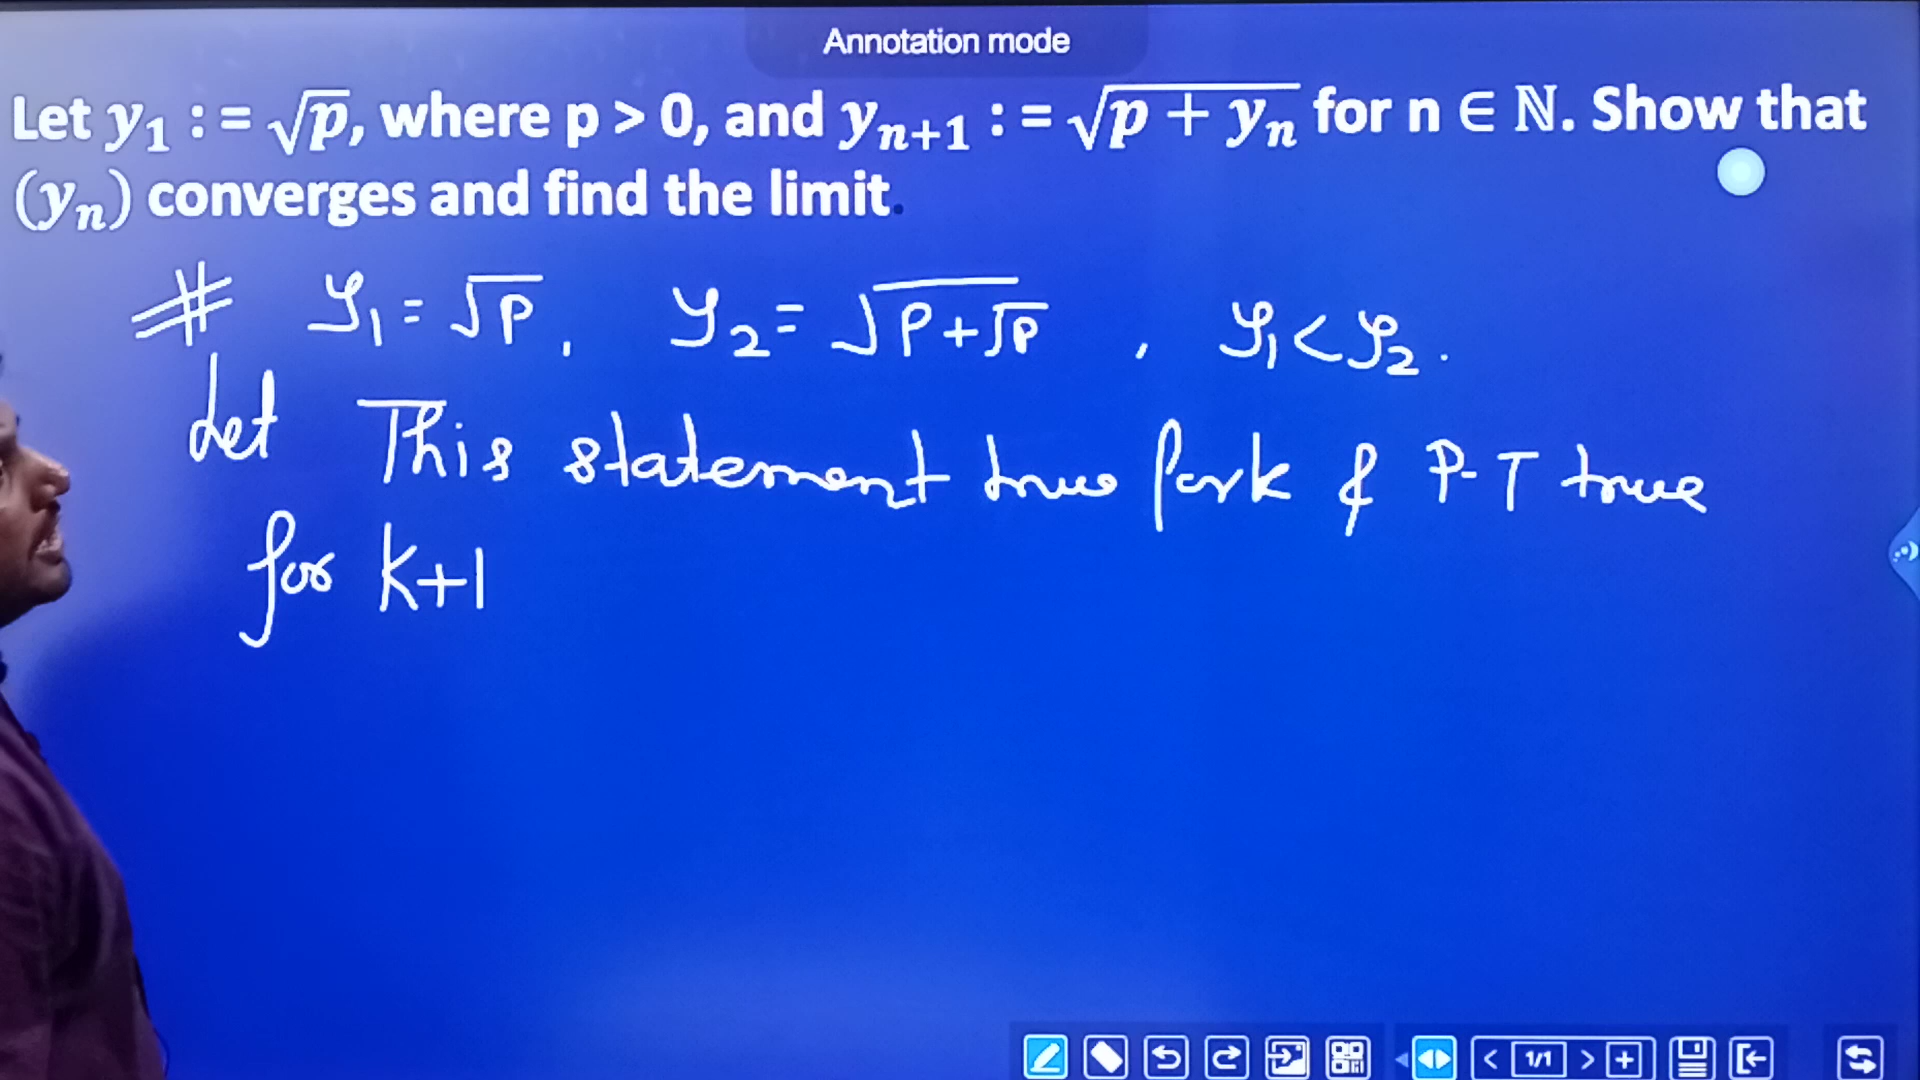 Annotation mode
Let y₁ := √p, where p > 0, and yₙ₊₁ := √(p + yₙ) for n ∈ ℕ. Show that
(yₙ) converges and find the limit.
# y₁ = √p, y₂ = √(p+√p), y₁ < y₂.
Let This statement true for k & P-T true
for k+1
1/1